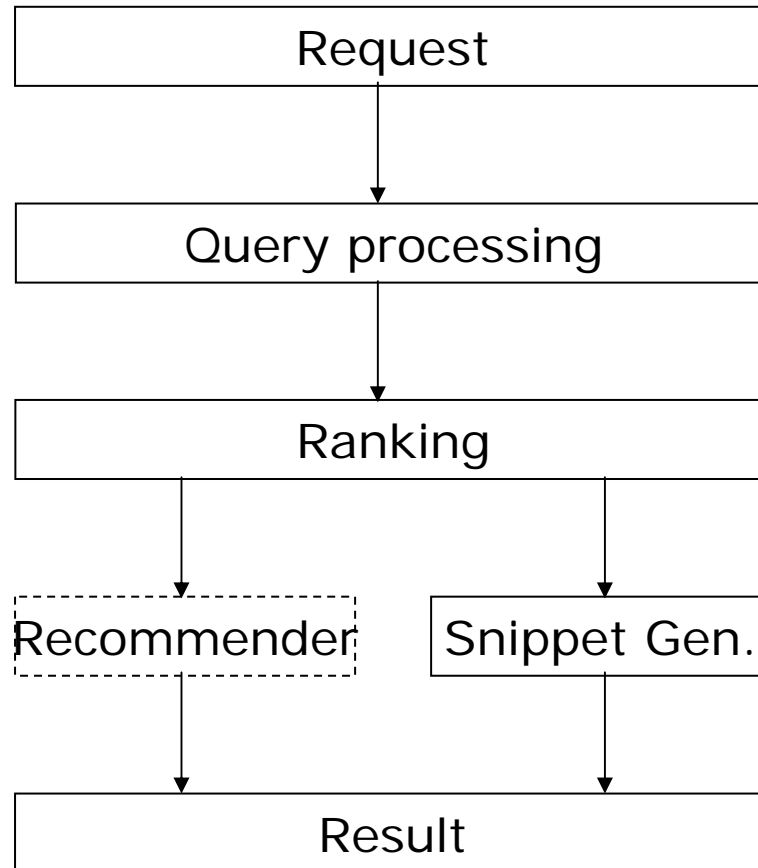 Request
Query processing
Ranking
Recommender
Snippet Gen.
Result